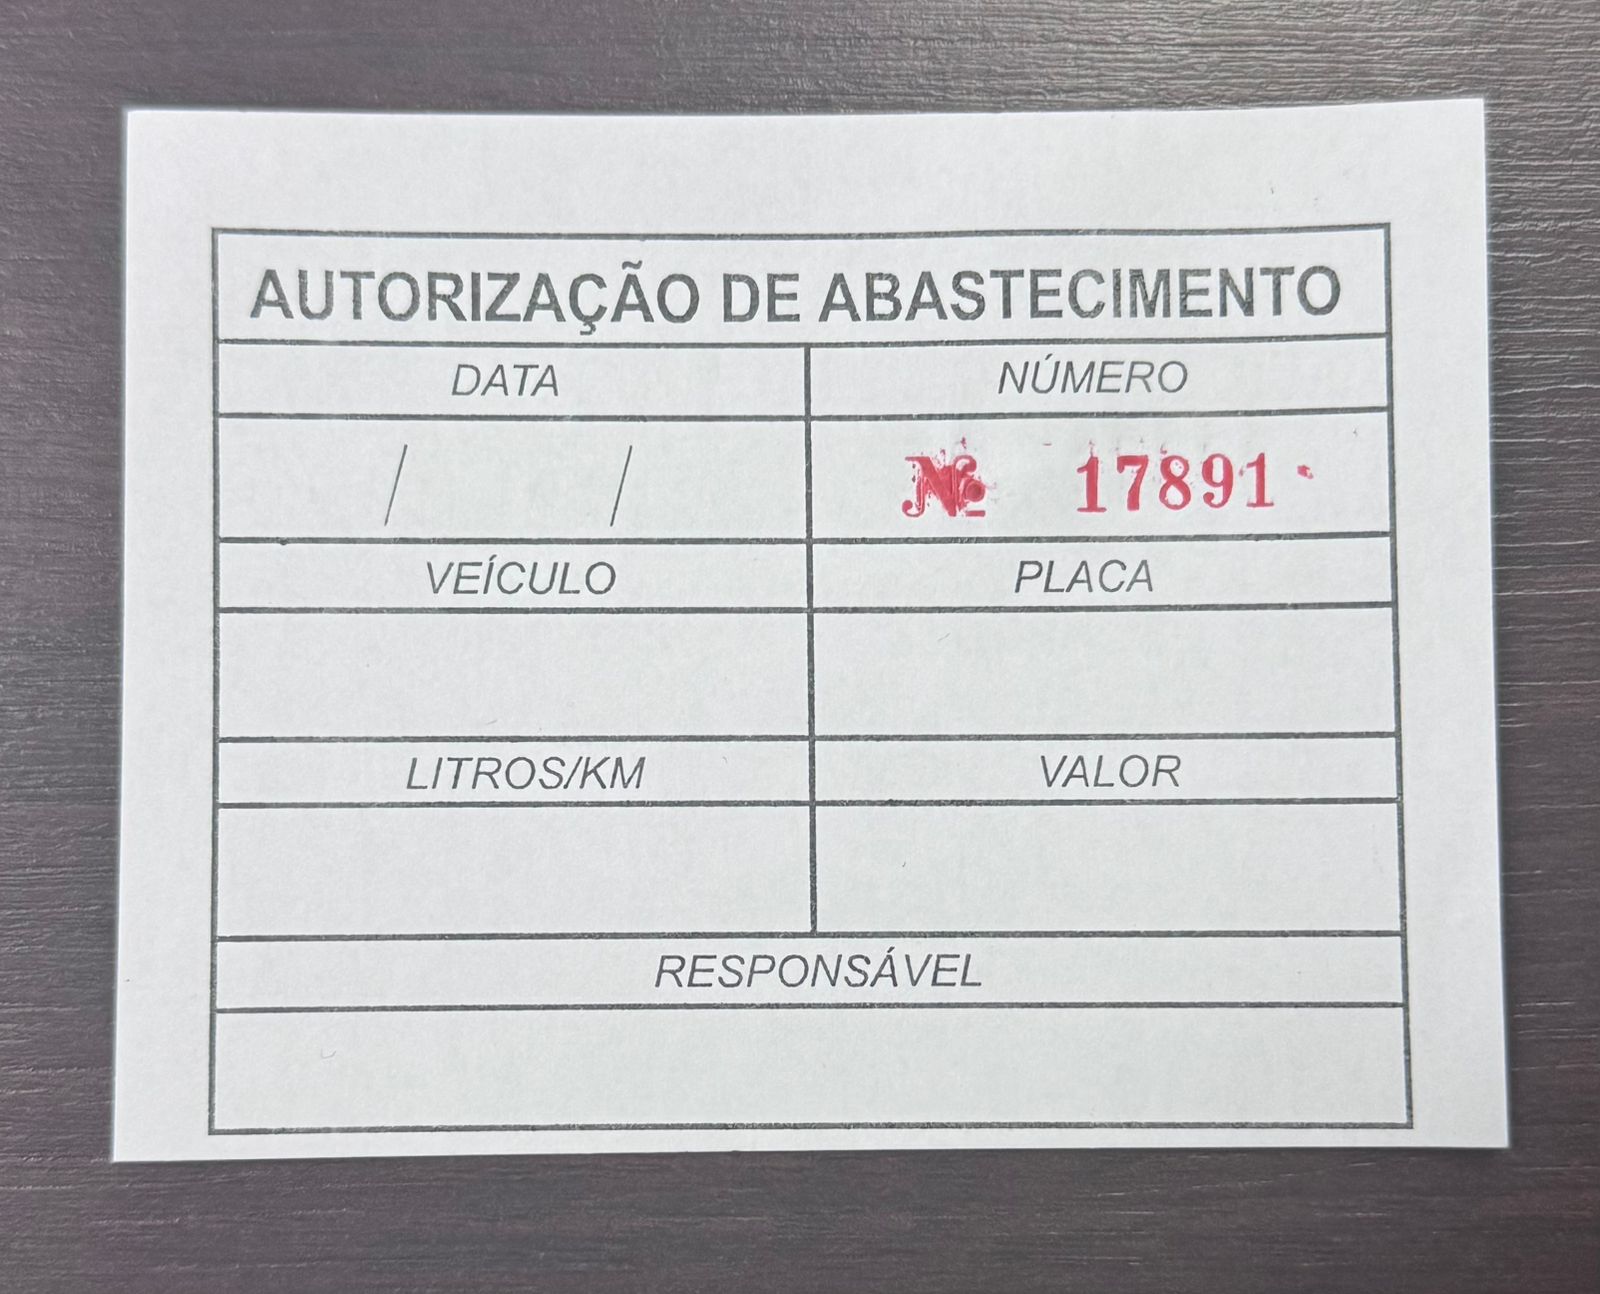 AUTORIZAÇÃO DE ABASTECIMENTO
DATA NÚMERO
/ / № 17891
VEÍCULO PLACA
LITROS/KM VALOR
RESPONSÁVEL